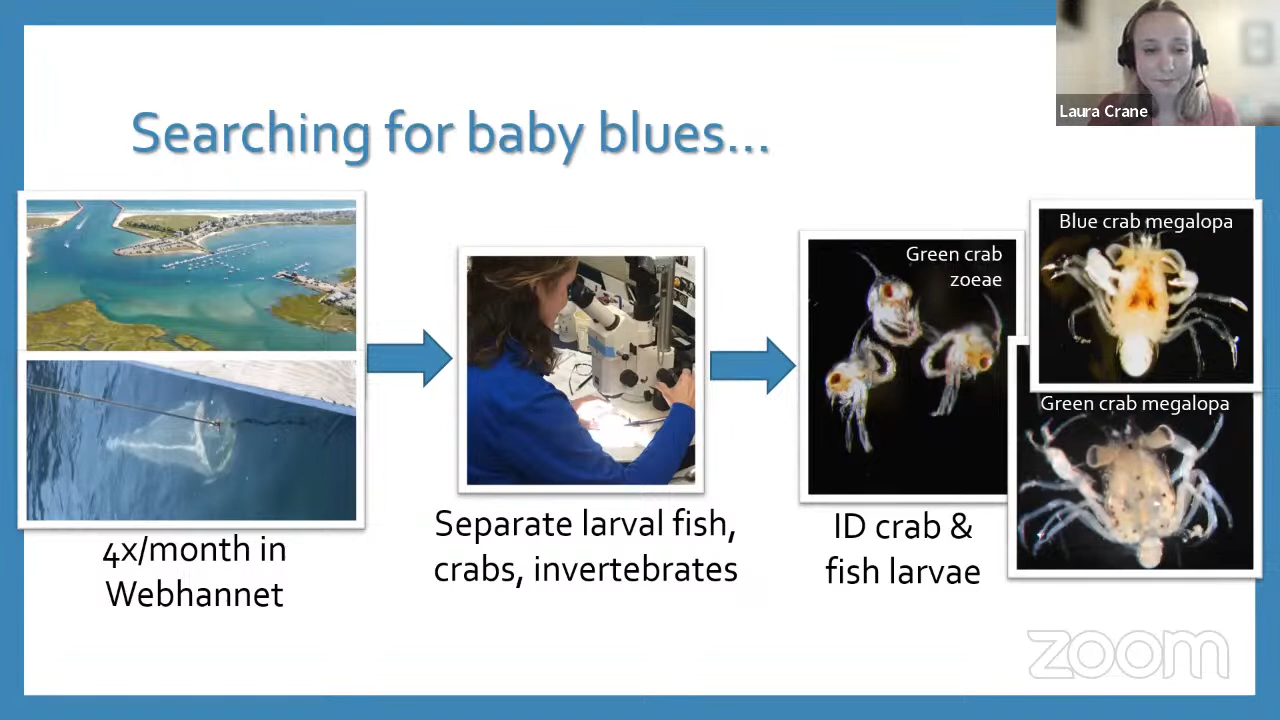 Laura Crane
Searching for baby blues...
Green crab
zoeae
Blue crab megalopa
Green crab megalopa
4x/month in
Webhannet
Separate larval fish,
crabs, invertebrates
ID crab &
fish larvae
zoom